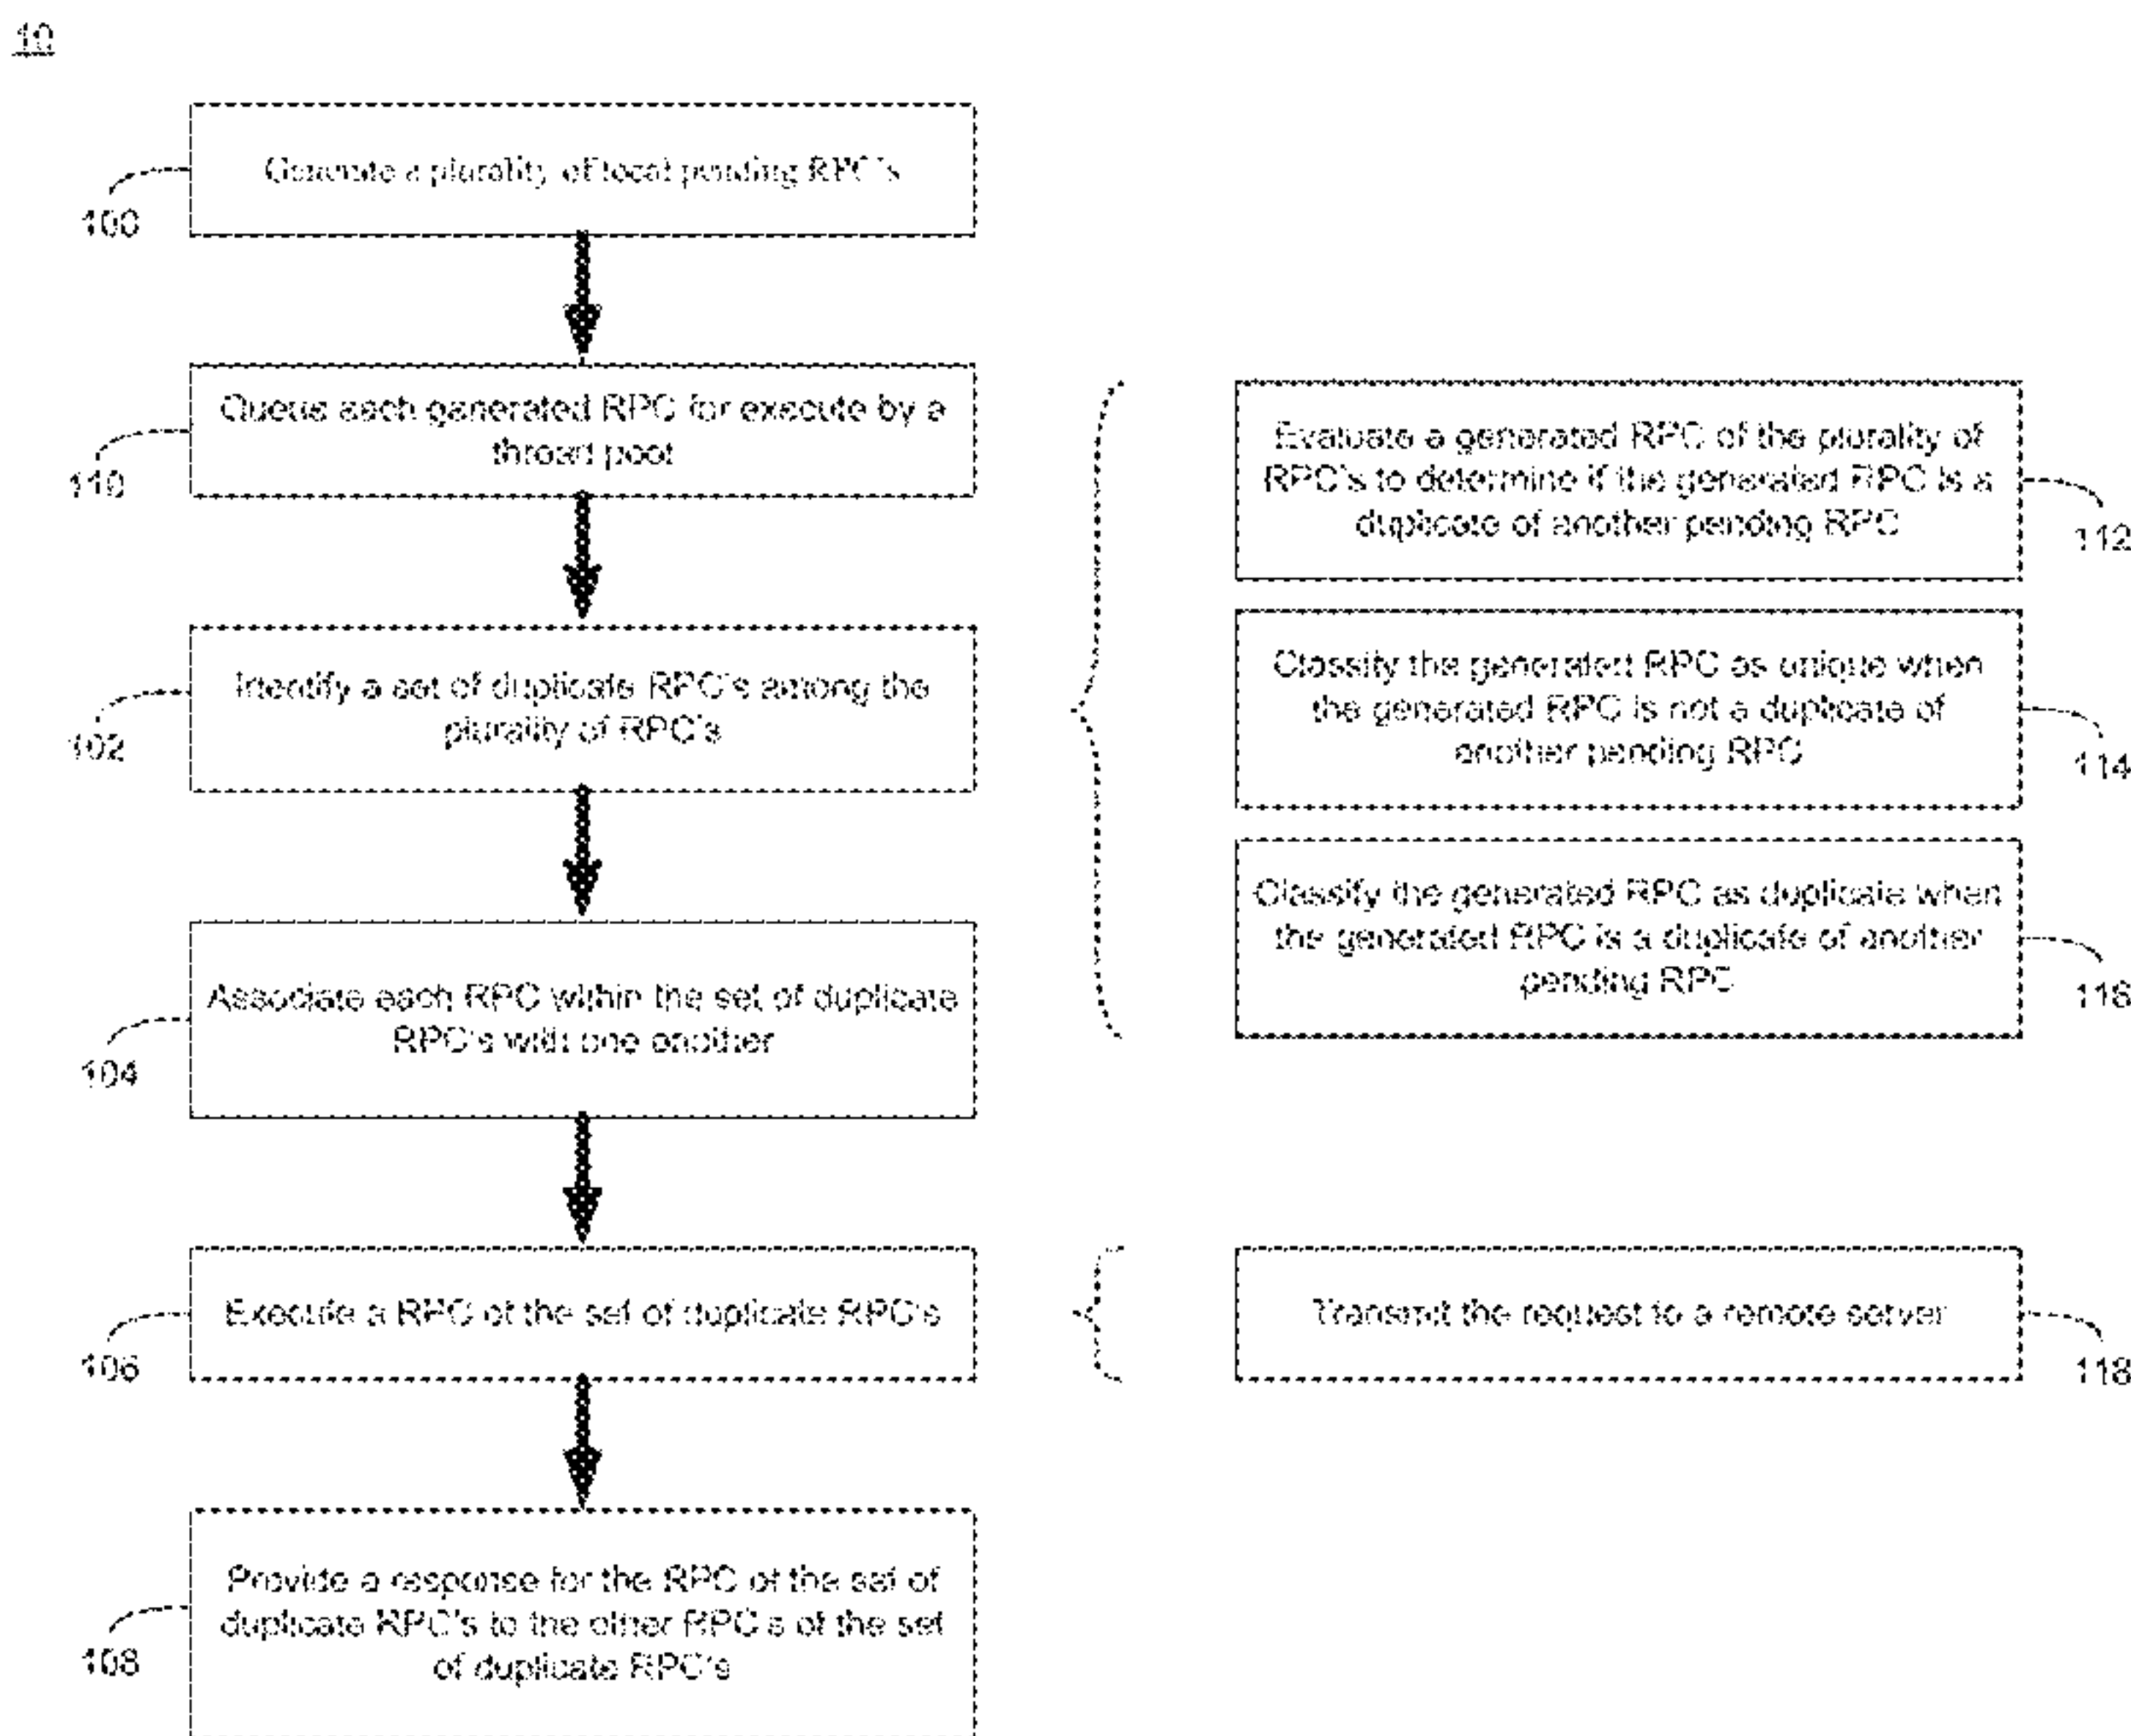 10
Generate a plurality of local pending RPC's
100
Queue each generated RPC for execute by a
thread pool
110
Identify a set of duplicate RPC's among the
plurality of RPC's
102
Associate each RPC within the set of duplicate
RPC's with one another
104
Execute a RPC of the set of duplicate RPC's
106
Provide a response for the RPC of the set of
duplicate RPC's to the other RPC's of the set
of duplicate RPC's
108
Evaluate a generated RPC of the plurality of
RPC's to determine if the generated RPC is a
duplicate of another pending RPC
112
Classify the generated RPC as unique when
the generated RPC is not a duplicate of
another pending RPC
114
Classify the generated RPC as duplicate when
the generated RPC is a duplicate of another
pending RPC
116
Transmit the request to a remote server
118